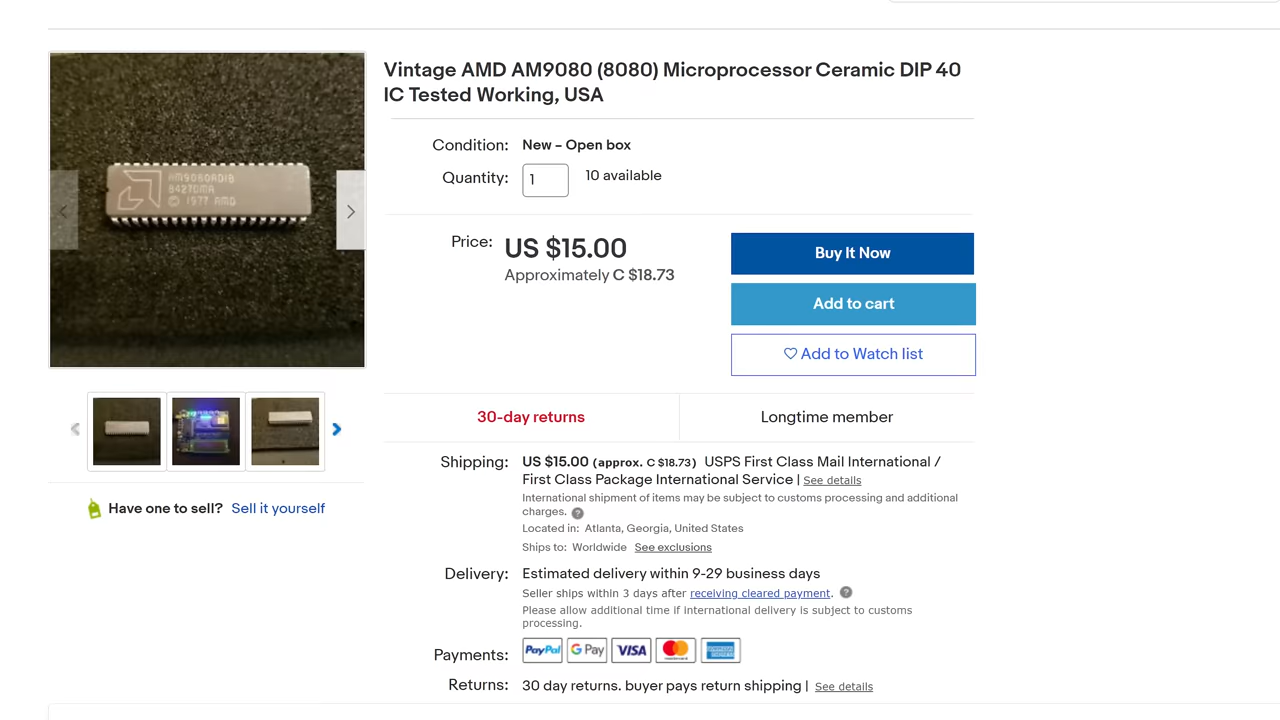 Vintage AMD AM9080 (8080) Microprocessor Ceramic DIP 40
IC Tested Working, USA
Condition: New – Open box
Quantity: 1 10 available
AM9080ADIB
8427DMA
© 1977 AMD
Price: US $15.00
Approximately C $18.73
Buy It Now
Add to cart
Add to Watch list
30-day returns
Longtime member
Shipping: US $15.00 (approx. C $18.73) USPS First Class Mail International /
First Class Package International Service | See details
International shipment of items may be subject to customs processing and additional
charges. ?
Located in: Atlanta, Georgia, United States
Ships to: Worldwide See exclusions
Have one to sell? Sell it yourself
Delivery: Estimated delivery within 9-29 business days
Seller ships within 3 days after receiving cleared payment. ?
Please allow additional time if international delivery is subject to customs
processing.
Payments: PayPal G Pay VISA
Returns: 30 day returns. buyer pays return shipping | See details